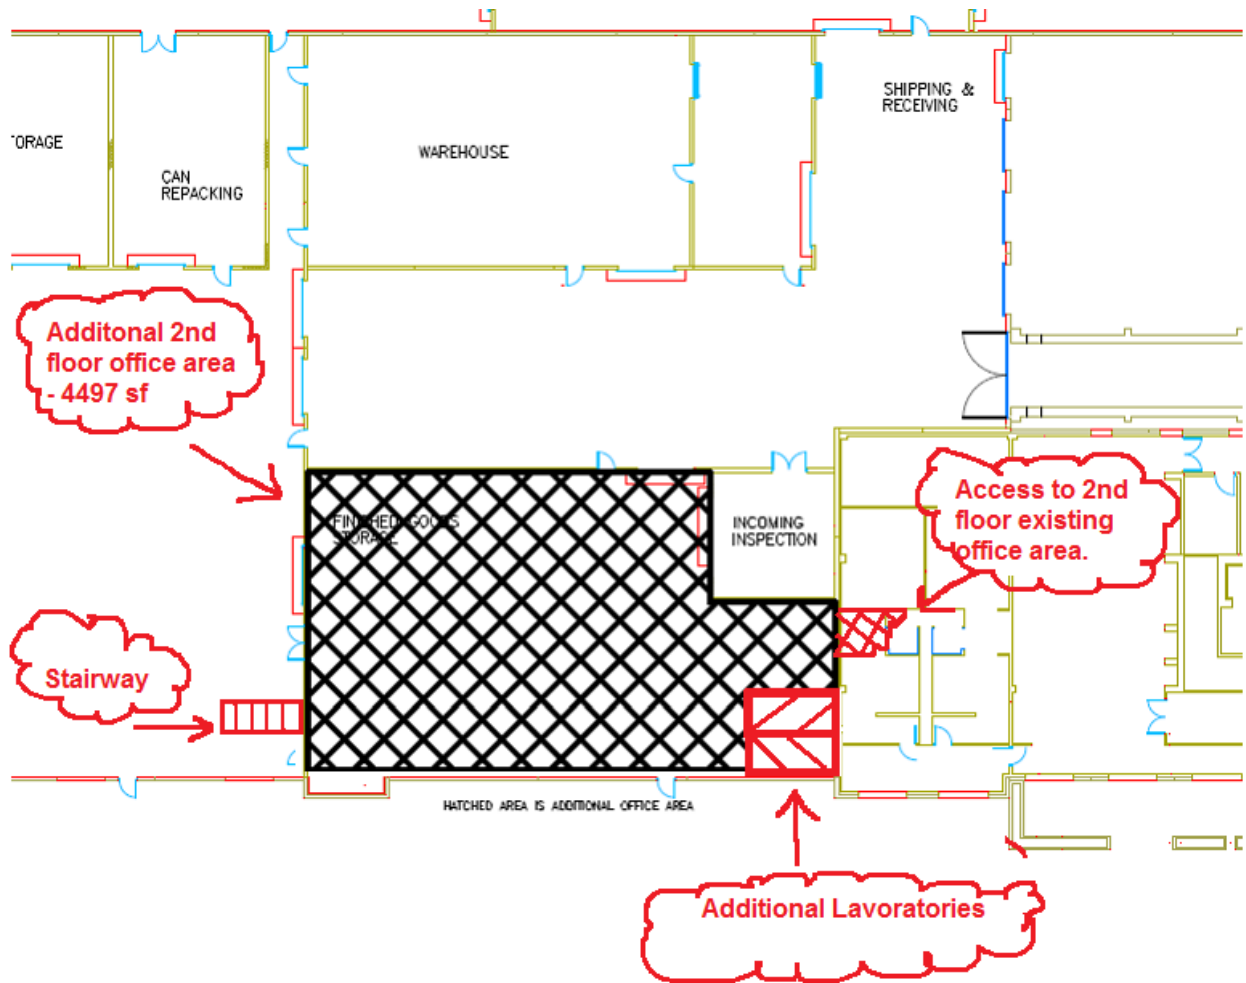 SHIPPING &
RECEIVING
TORAGE
WAREHOUSE
CAN
REPACKING
Additonal 2nd
floor office area
- 4497 sf
Access to 2nd
floor existing
office area.
FINISHED GOODS
STORAGE
INCOMING
INSPECTION
Stairway
HATCHED AREA IS ADDITIONAL OFFICE AREA
Additional Lavoratories